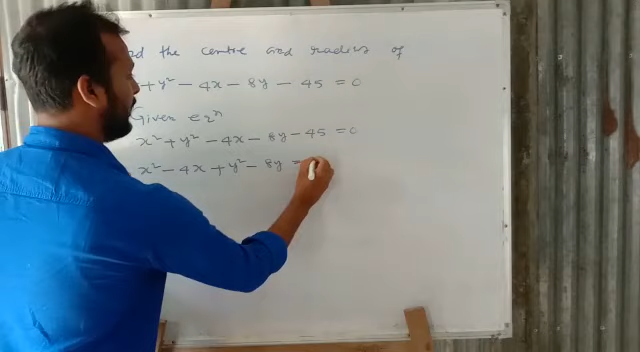 nd the centre and radius of
+ y² - 4x - 8y - 45 = 0
Given eqⁿ
x² + y² - 4x - 8y - 45 = 0
x² - 4x + y² - 8y =